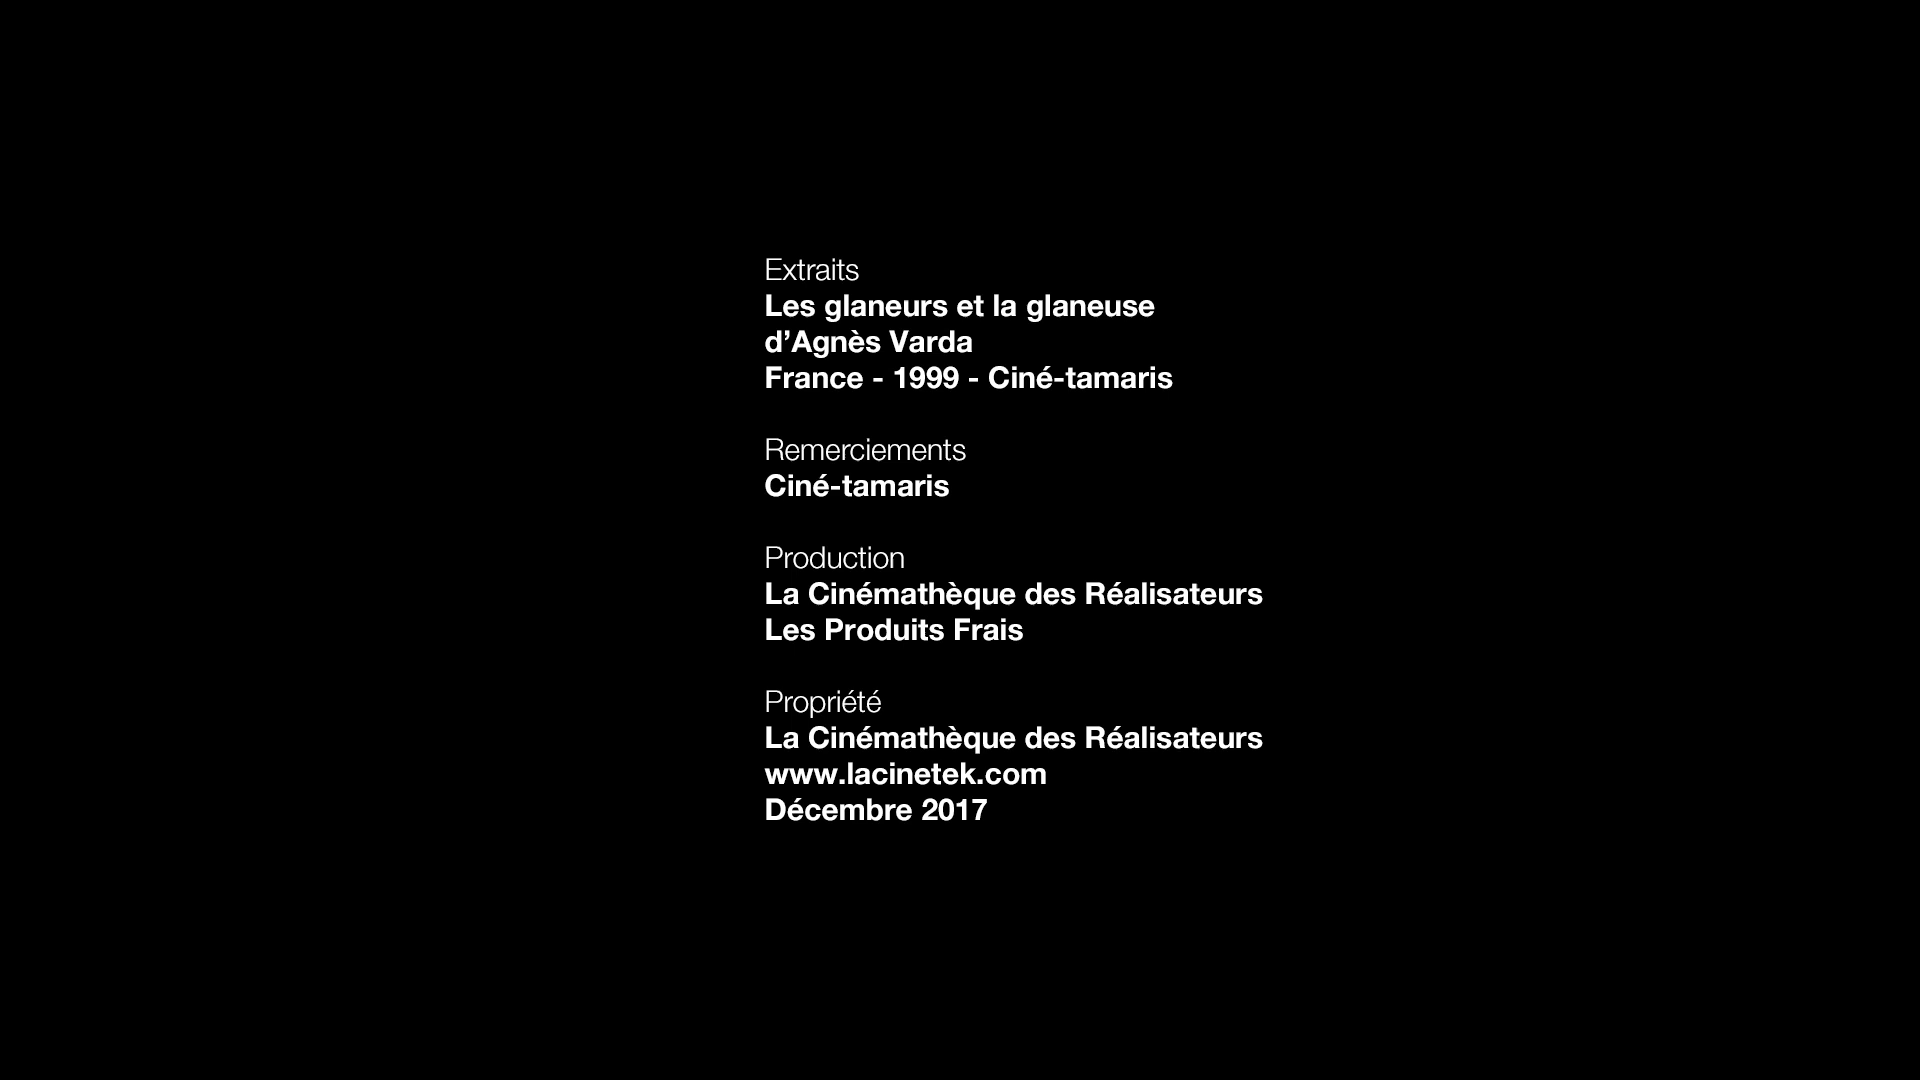 Extraits
Les glaneurs et la glaneuse
d’Agnès Varda
France - 1999 - Ciné-tamaris
Remerciements
Ciné-tamaris
Production
La Cinémathèque des Réalisateurs
Les Produits Frais
Propriété
La Cinémathèque des Réalisateurs
www.lacinetek.com
Décembre 2017